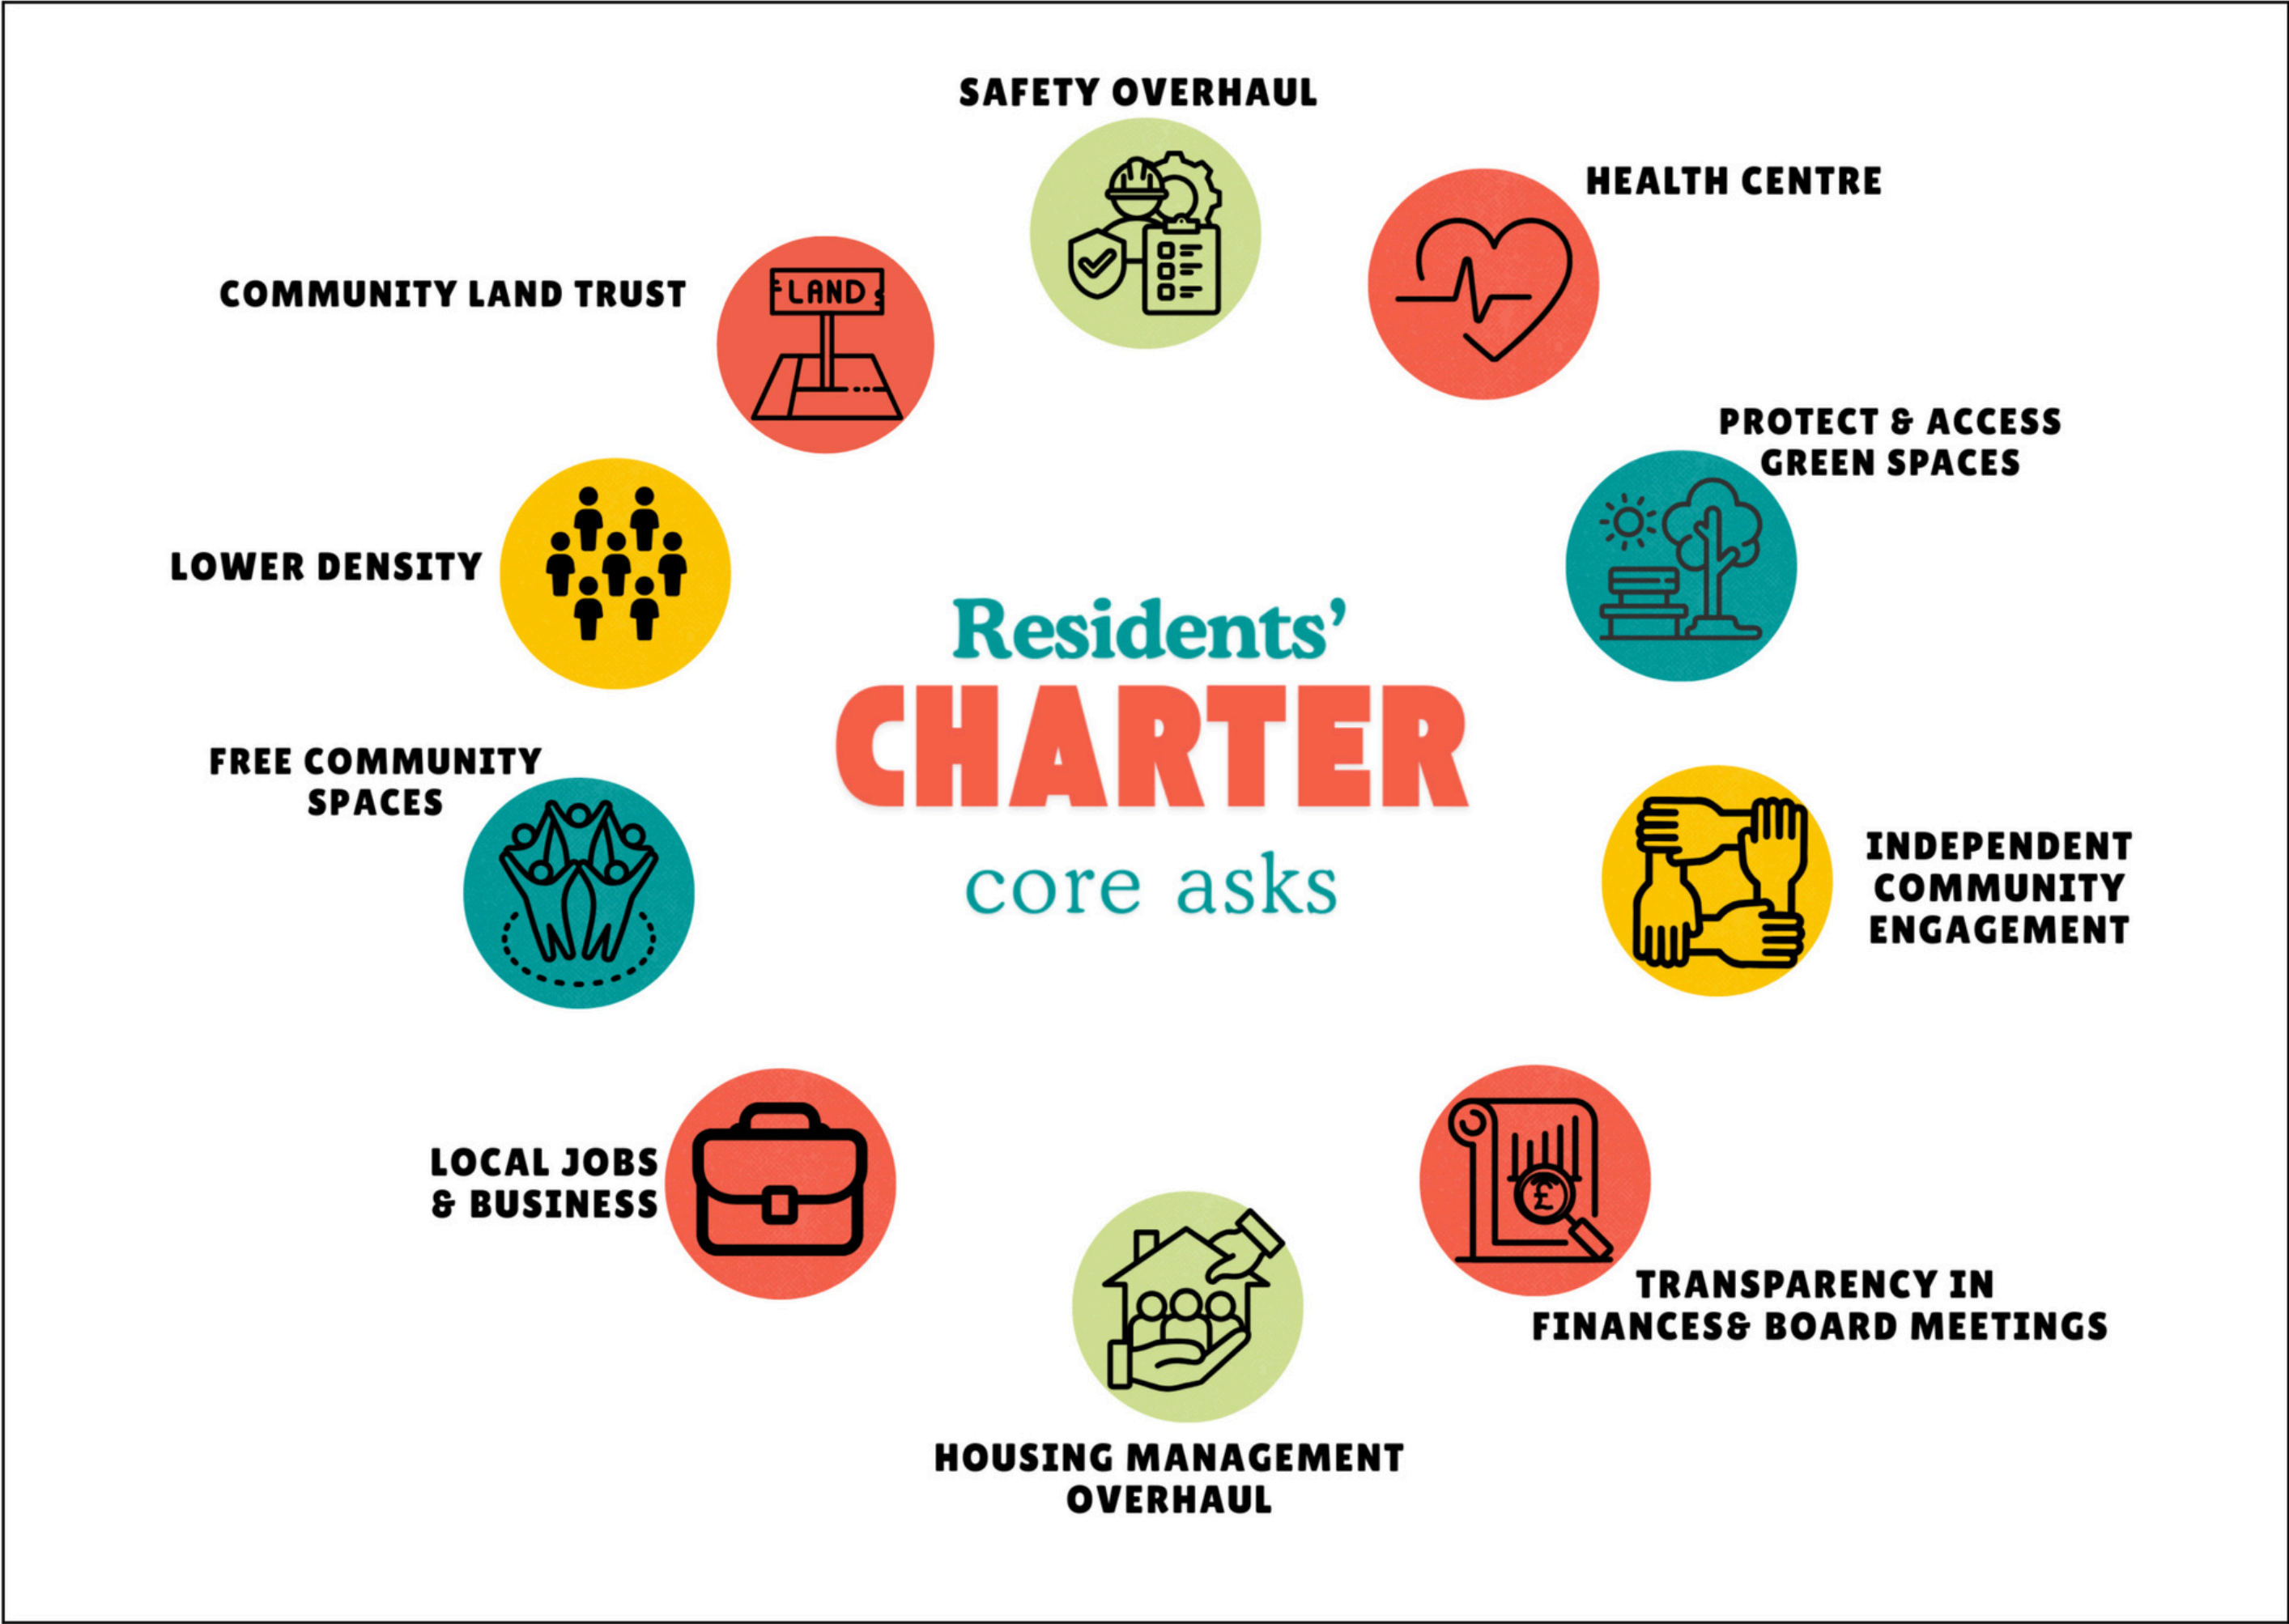 SAFETY OVERHAUL
HEALTH CENTRE
PROTECT & ACCESS
GREEN SPACES
INDEPENDENT
COMMUNITY
ENGAGEMENT
TRANSPARENCY IN
FINANCES& BOARD MEETINGS
HOUSING MANAGEMENT
OVERHAUL
LOCAL JOBS
& BUSINESS
FREE COMMUNITY
SPACES
LOWER DENSITY
COMMUNITY LAND TRUST
LAND
£
Residents’
CHARTER
core asks